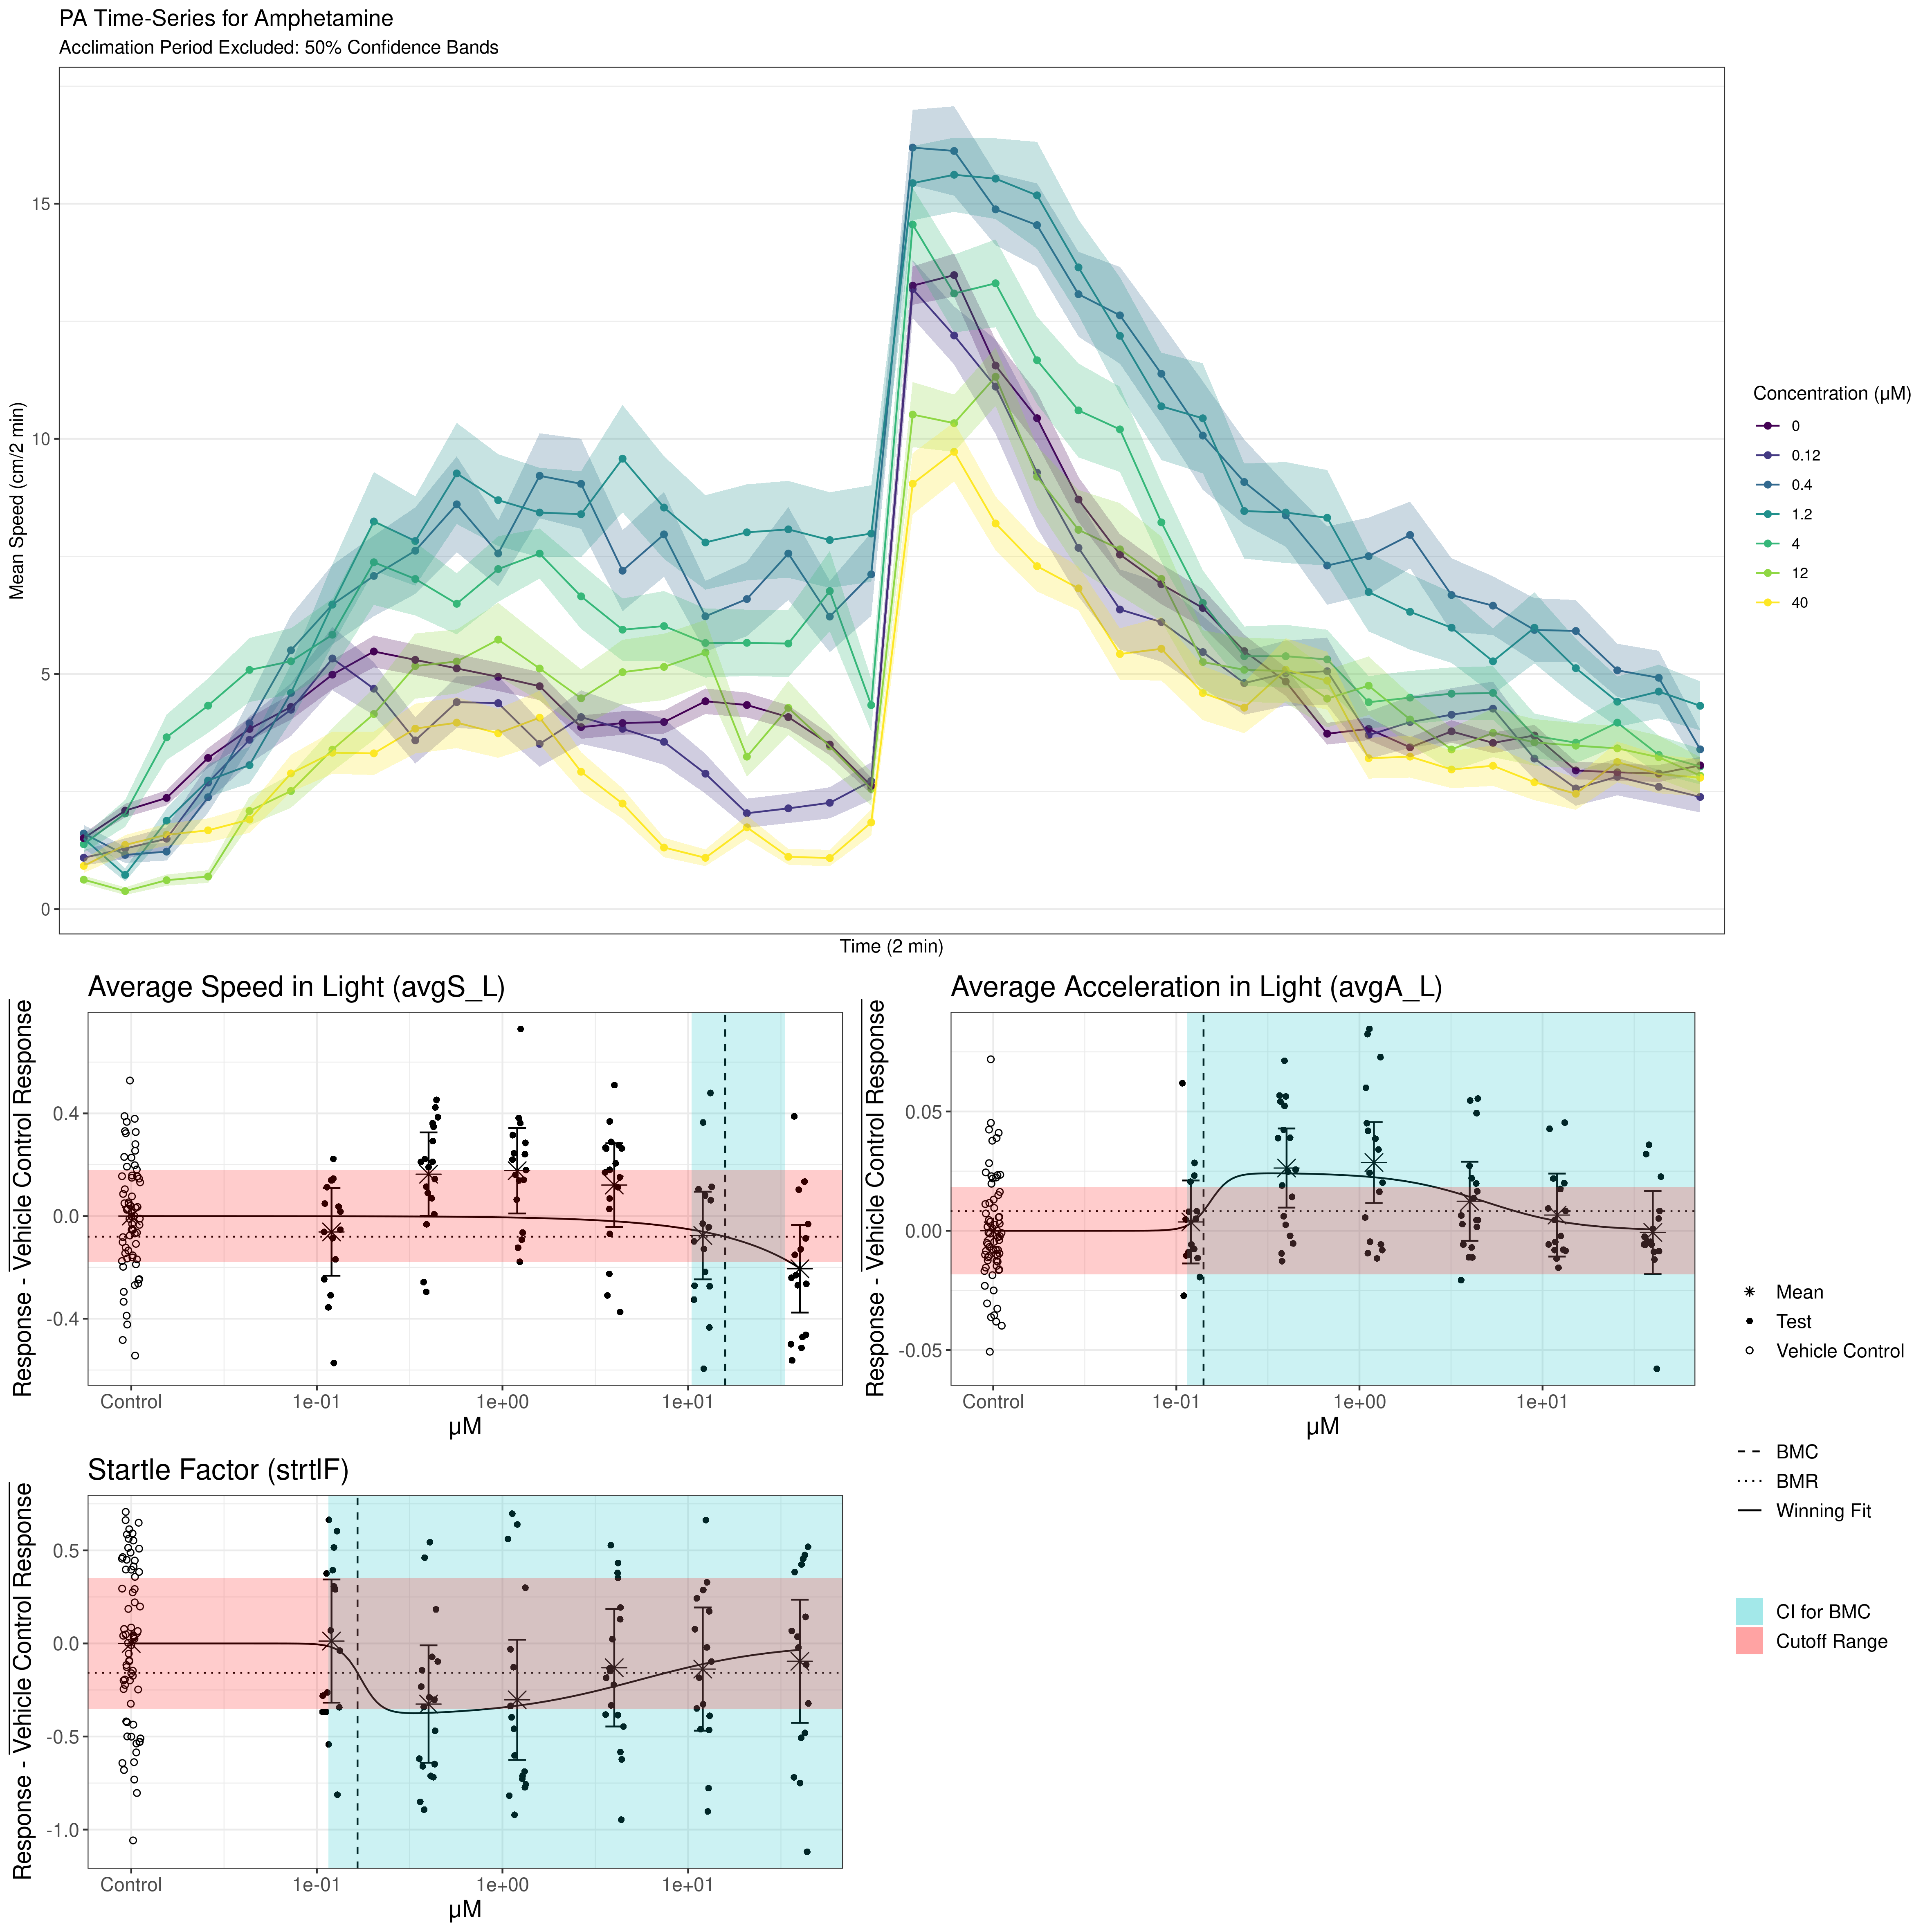 PA Time-Series for Amphetamine
Acclimation Period Excluded: 50% Confidence Bands
Mean Speed (cm/2 min)
15
10
5
0
Time (2 min)
Concentration (µM)
0
0.12
0.4
1.2
4
12
40
Average Speed in Light (avgS_L)
Response - Vehicle Control Response
0.4
0.0
-0.4
Control
1e-01
1e+00
1e+01
µM
Average Acceleration in Light (avgA_L)
Response - Vehicle Control Response
0.05
0.00
-0.05
Control
1e-01
1e+00
1e+01
µM
Startle Factor (strtlF)
Response - Vehicle Control Response
0.5
0.0
-0.5
-1.0
Control
1e-01
1e+00
1e+01
µM
Mean
Test
Vehicle Control
BMC
BMR
Winning Fit
CI for BMC
Cutoff Range